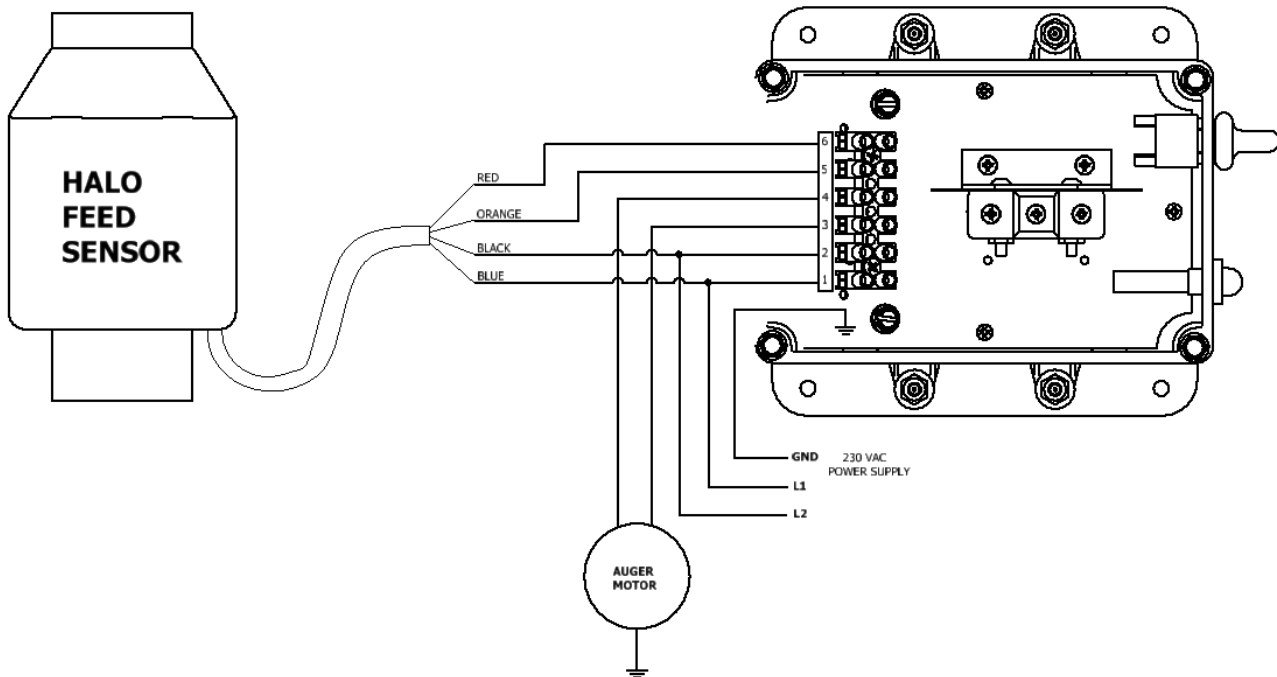 HALO
FEED
SENSOR
RED
ORANGE
BLACK
BLUE
6
5
4
3
2
1
GND
230 VAC
POWER SUPPLY
L1
L2
AUGER
MOTOR